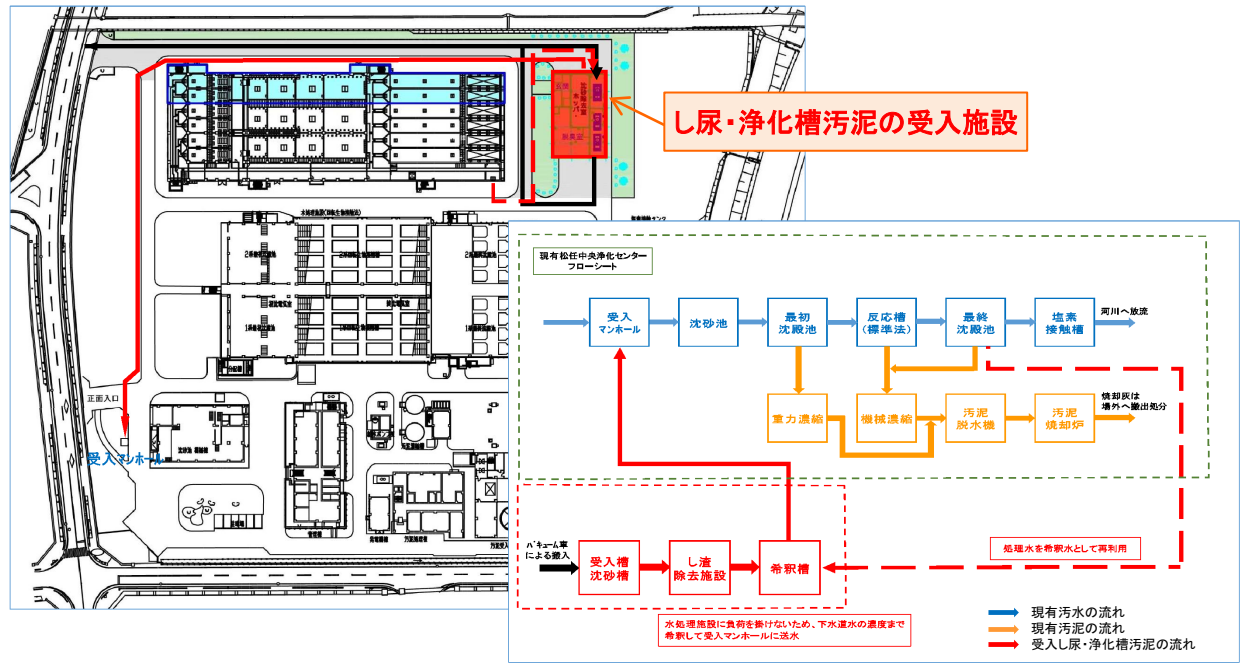 し尿・浄化槽汚泥の受入施設
正面入口
受入マンホール
現有松任中央浄化センター
フローシート
受入
マンホール
沈砂池
最初
沈殿池
反応槽
(標準法)
最終
沈殿池
塩素
接触槽
河川へ放流
重力濃縮
機械濃縮
汚泥
脱水機
汚泥
焼却炉
焼却灰は
場外へ搬出処分
バキューム車
による搬入
受入槽
沈砂槽
し渣
除去施設
希釈槽
処理水を希釈水として再利用
水処理施設に負荷を掛けないため、下水道水の濃度まで
希釈して受入マンホールに送水
現有汚水の流れ
現有汚泥の流れ
受入し尿・浄化槽汚泥の流れ